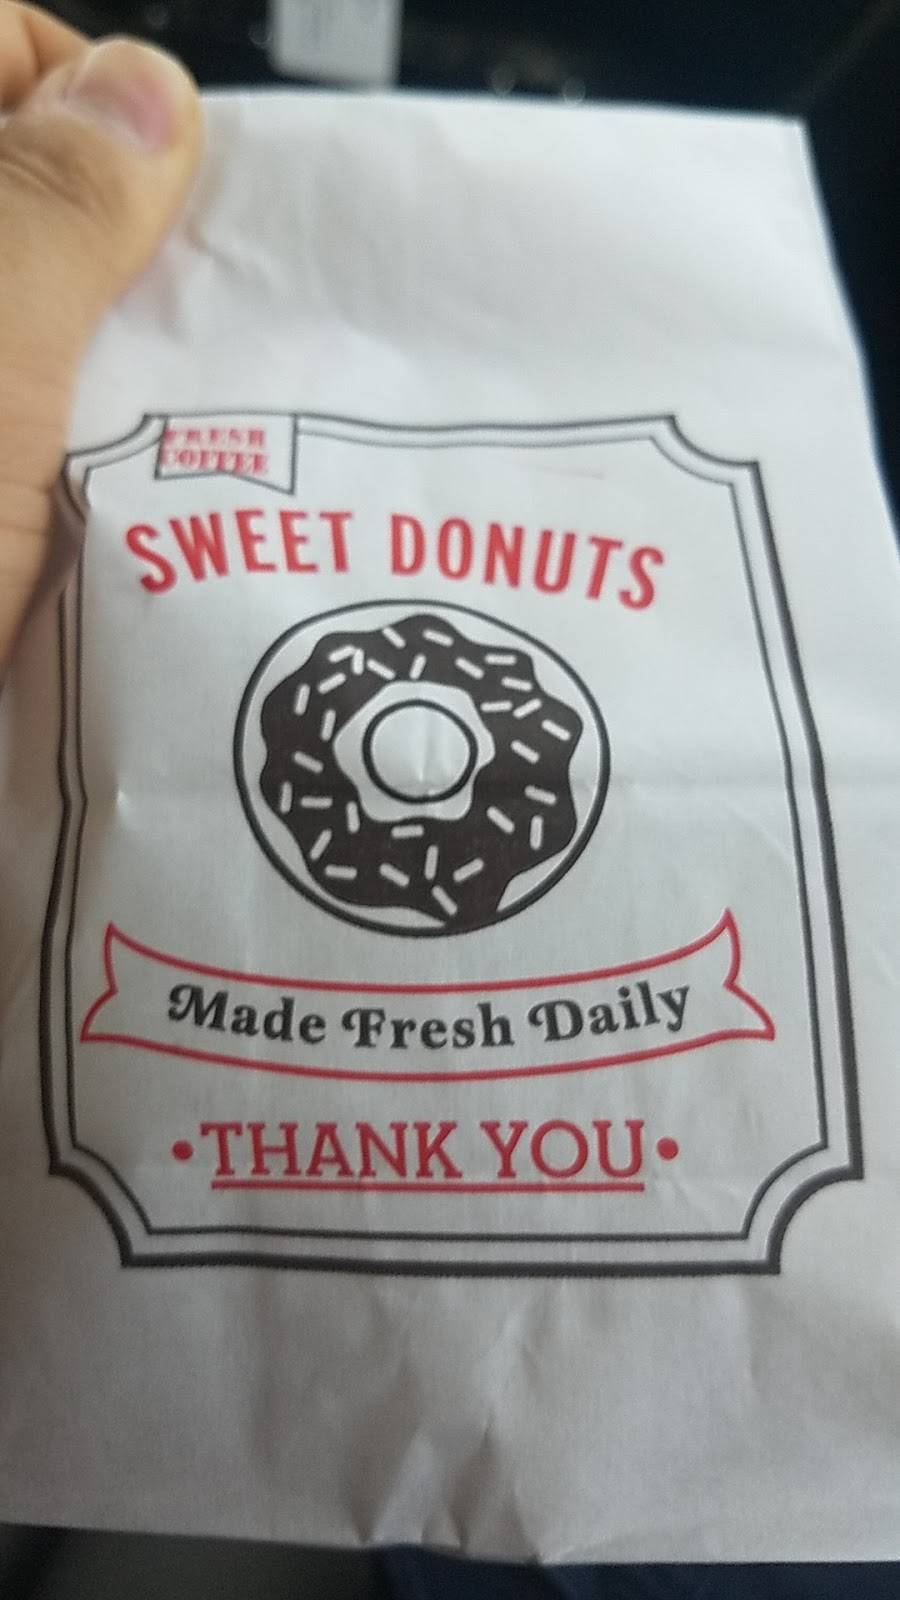 FRESH
COFFEE
SWEET DONUTS
Made Fresh Daily
•THANK YOU•